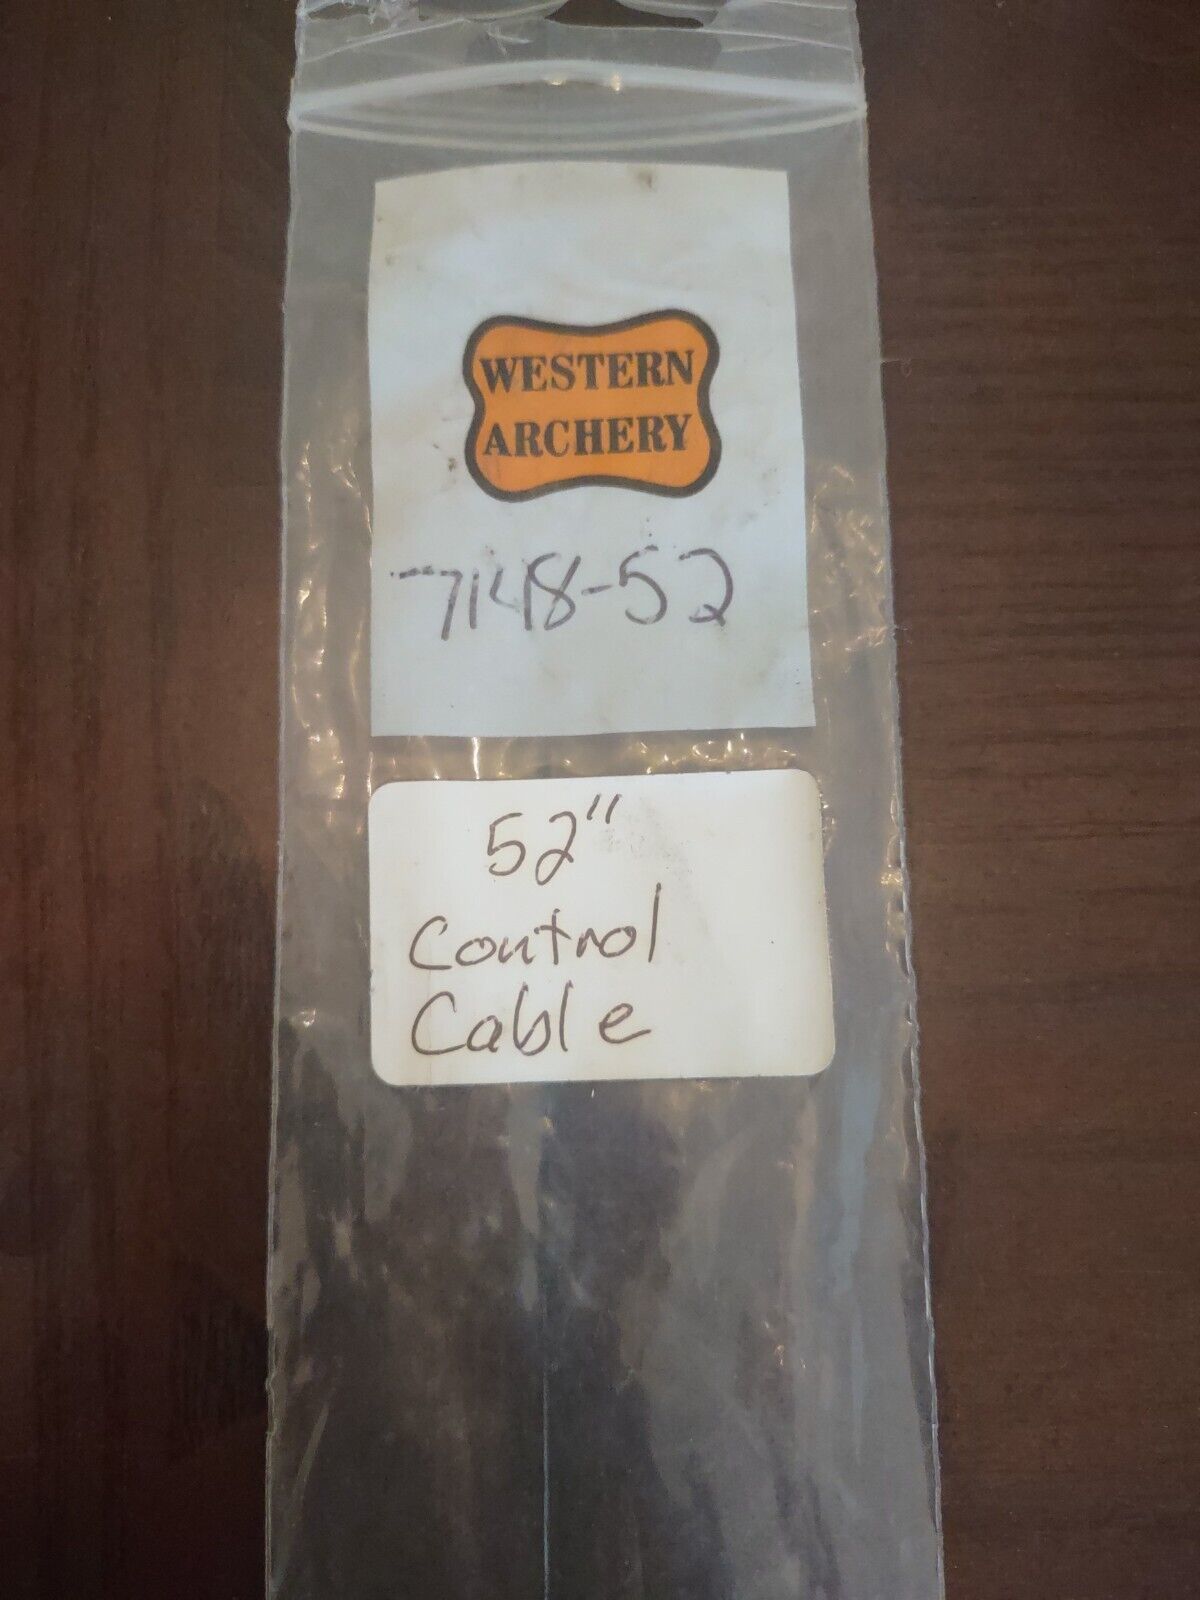 WESTERN
ARCHERY
7148-52
52"
Control
Cable